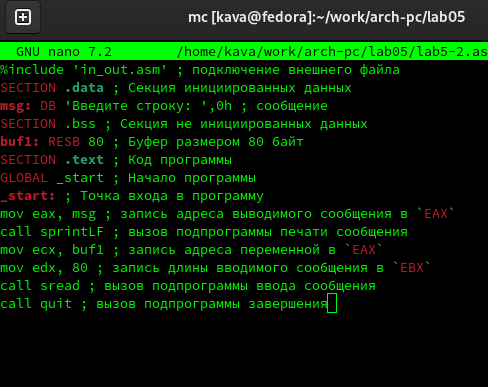 mc [kava@fedora]:~/work/arch-pc/lab05
GNU nano 7.2 /home/kava/work/arch-pc/lab05/lab5-2.as
%include 'in_out.asm' ; подключение внешнего файла
SECTION .data ; Секция инициированных данных
msg: DB 'Введите строку: ',0h ; сообщение
SECTION .bss ; Секция не инициированных данных
buf1: RESB 80 ; Буфер размером 80 байт
SECTION .text ; Код программы
GLOBAL _start ; Начало программы
_start: ; Точка входа в программу
mov eax, msg ; запись адреса выводимого сообщения в `EAX`
call sprintLF ; вызов подпрограммы печати сообщения
mov ecx, buf1 ; запись адреса переменной в `EAX`
mov edx, 80 ; запись длины вводимого сообщения в `EBX`
call sread ; вызов подпрограммы ввода сообщения
call quit ; вызов подпрограммы завершения